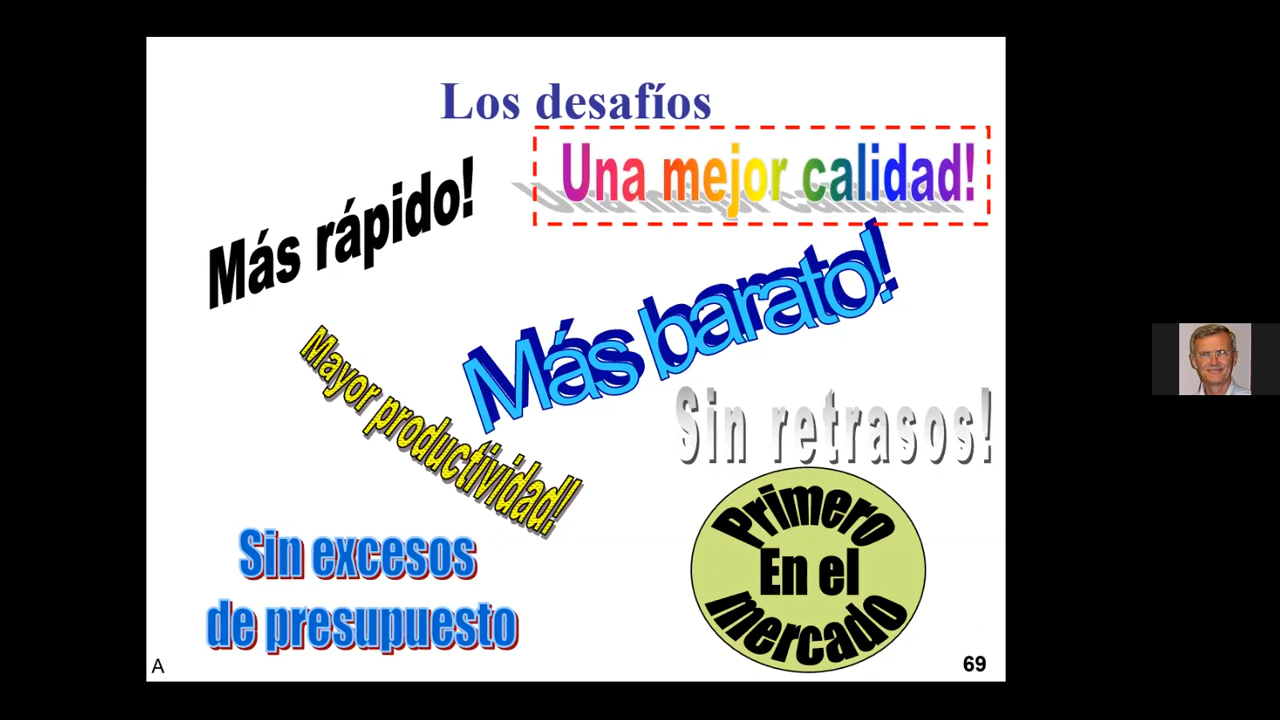 Los desafíos
Una mejor calidad!
Más rápido!
Más barato!
Mayor productividad!
Sin retrasos!
Primero
En el
mercado
Sin excesos
de presupuesto
A
69